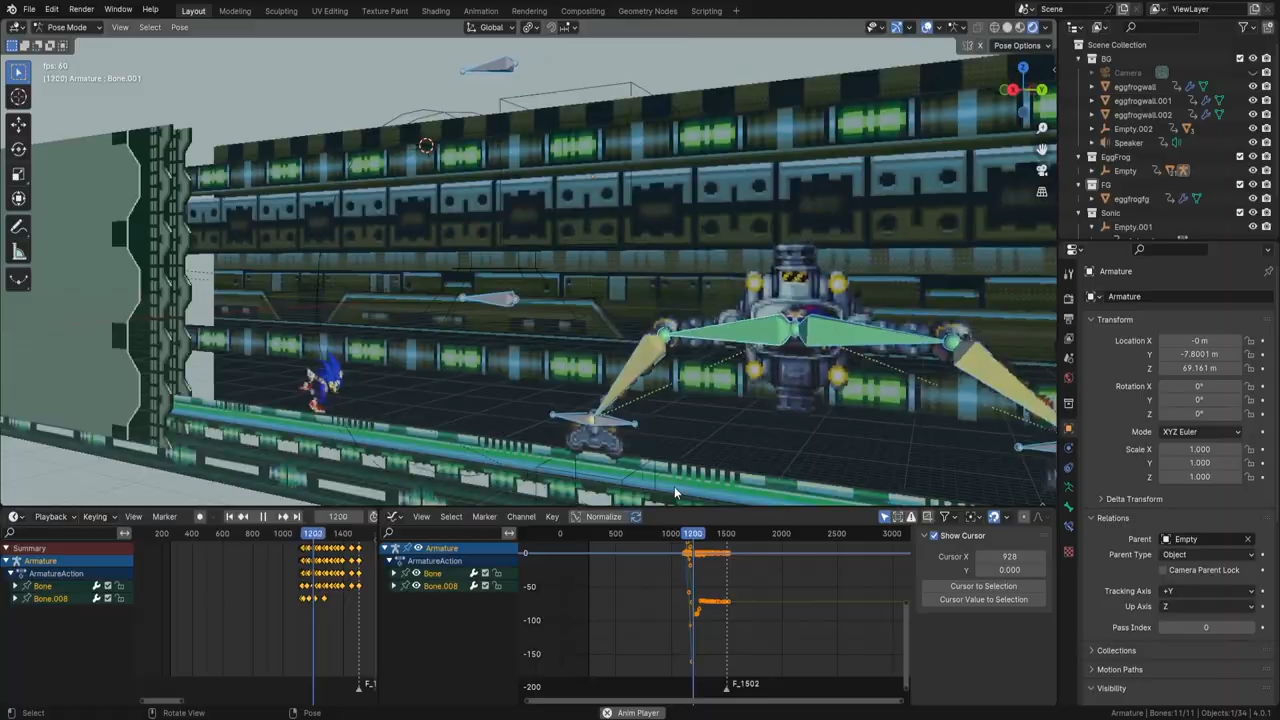 File Edit Render Window Help Layout Modeling Sculpting UV Editing Texture Paint Shading Animation Rendering Compositing Geometry Nodes Scripting Scene ViewLayer
Pose Mode View Select Pose Global
Pose Options
fps: 60
(1200) Armature : Bone.001
Z
X
Y
Scene Collection
BG
Camera
eggfrogwall
eggfrogwall.001
eggfrogwall.002
Empty.002
Speaker
EggFrog
Empty
FG
eggfrogfg
Sonic
Empty.001
Armature
Armature
Transform
Location X -0 m
Y -7.8001 m
Z 69.161 m
Rotation X 0°
Y 0°
Z 0°
Mode XYZ Euler
Scale X 1.000
Y 1.000
Z 1.000
Delta Transform
Relations
Parent Empty
Parent Type Object
Camera Parent Lock
Tracking Axis +Y
Up Axis Z
Pass Index 0
Collections
Motion Paths
Visibility
Playback Keying View Marker 1200
200 400 600 800 1000 1200 1400
Summary
Armature
ArmatureAction
Bone
Bone.008
View Select Marker Channel Key Normalize
Armature
ArmatureAction
Bone
Bone.008
0 500 1000 1200 2000 2500 3000
0
-50
-100
-150
-200
F_1502
Show Cursor
Cursor X 928
Y 0.000
Cursor to Selection
Cursor Value to Selection
Select Rotate View Pose Anim Player Armature | Bones:11/11 | Objects:1/34 | 4.0.1